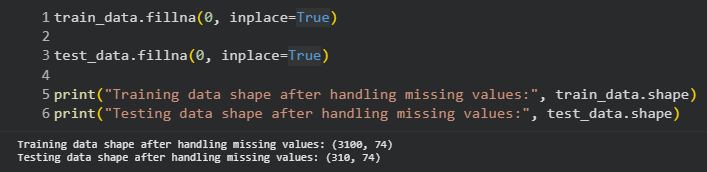 1 train_data.fillna(0, inplace=True)
2
3 test_data.fillna(0, inplace=True)
4
5 print("Training data shape after handling missing values:", train_data.shape)
6 print("Testing data shape after handling missing values:", test_data.shape)
Training data shape after handling missing values: (3100, 74)
Testing data shape after handling missing values: (310, 74)